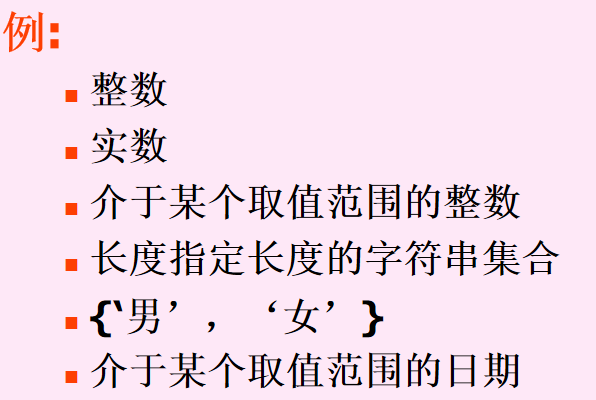 例:
▪ 整数
▪ 实数
▪ 介于某个取值范围的整数
▪ 长度指定长度的字符串集合
▪ {‘男’，‘女’}
▪ 介于某个取值范围的日期